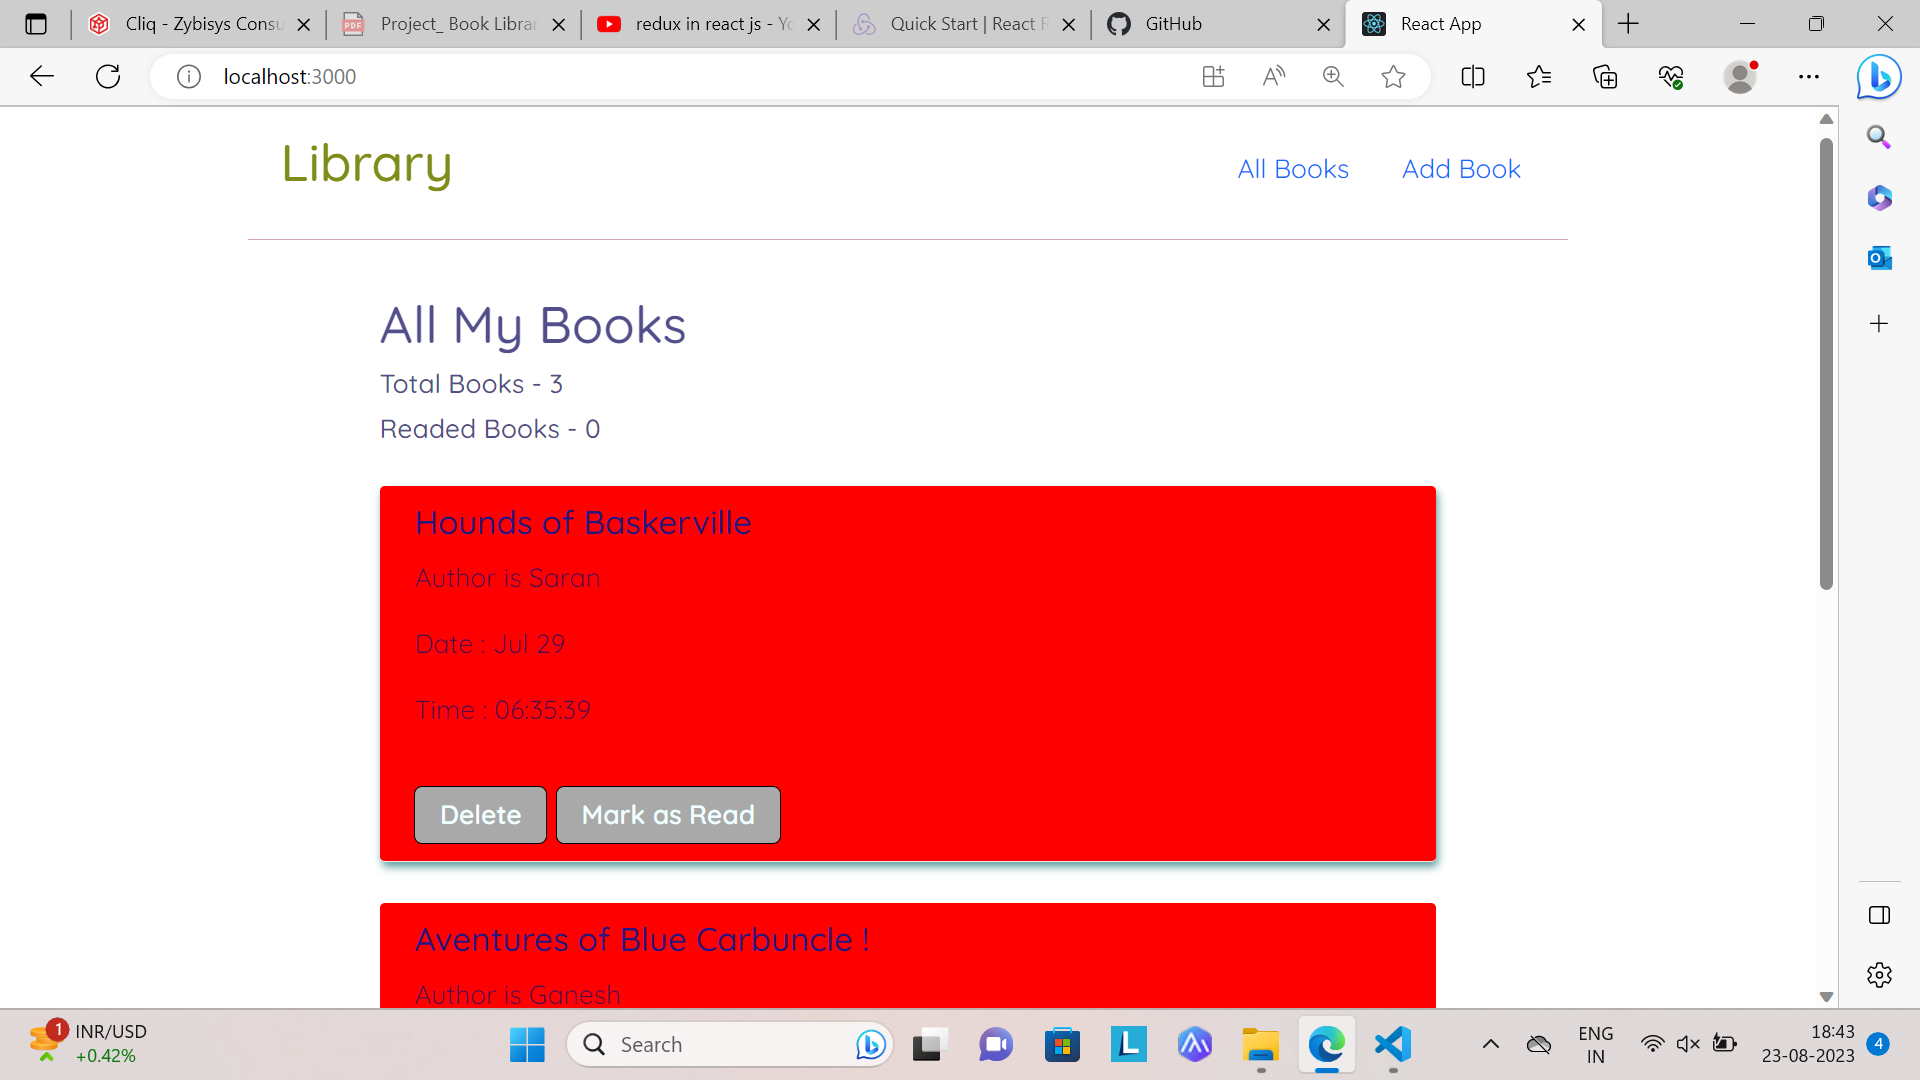 Cliq - Zybisys Consu
Project_ Book Librar
redux in react js - Yo
Quick Start | React R
GitHub
React App
localhost:3000
Library
All Books
Add Book
All My Books
Total Books - 3
Readed Books - 0
Hounds of Baskerville
Author is Saran
Date : Jul 29
Time : 06:35:39
Delete
Mark as Read
Aventures of Blue Carbuncle !
Author is Ganesh
1
INR/USD
+0.42%
Search
ENG
IN
18:43
23-08-2023
4